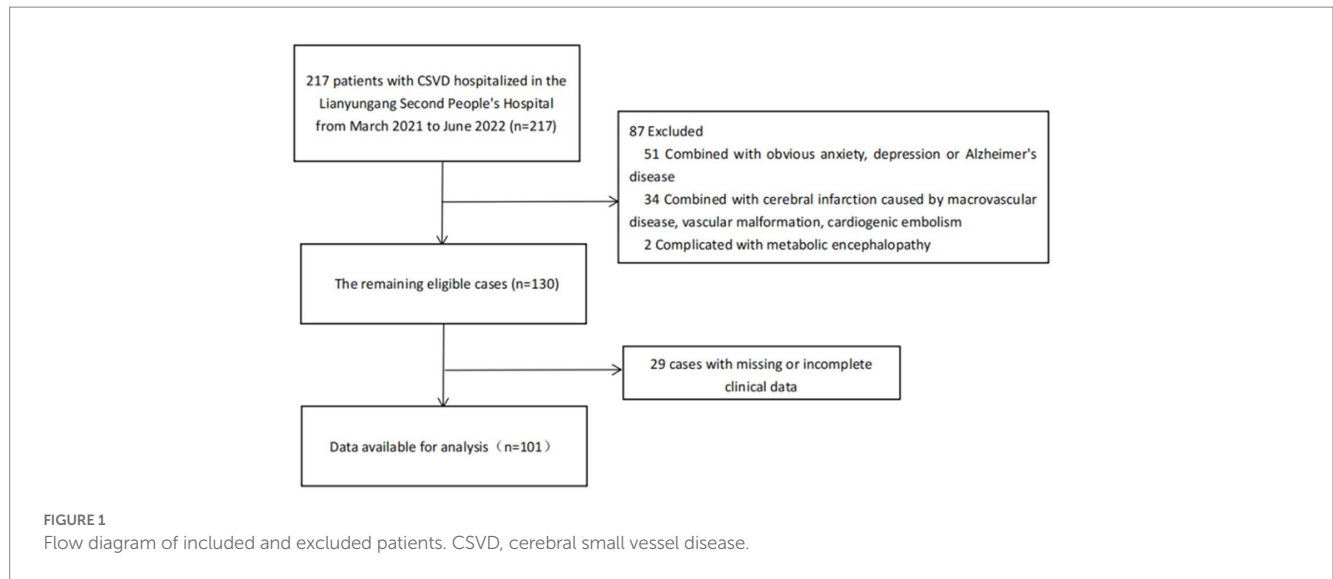 217 patients with CSVD hospitalized in the
Lianyungang Second People's Hospital
from March 2021 to June 2022 (n=217)
87 Excluded
51 Combined with obvious anxiety, depression or Alzheimer's
disease
34 Combined with cerebral infarction caused by macrovascular
disease, vascular malformation, cardiogenic embolism
2 Complicated with metabolic encephalopathy
The remaining eligible cases (n=130)
29 cases with missing or incomplete
clinical data
Data available for analysis（n=101）
FIGURE 1
Flow diagram of included and excluded patients. CSVD, cerebral small vessel disease.